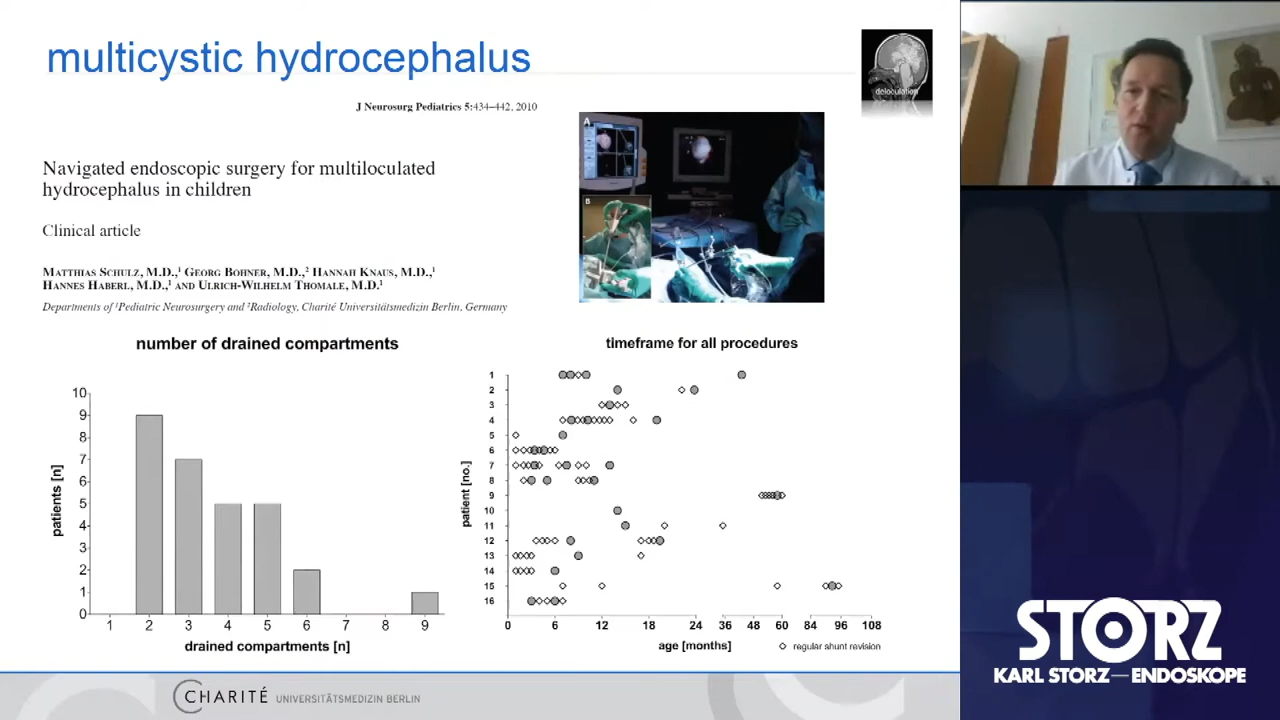 multicystic hydrocephalus
deloculation
J Neurosurg Pediatrics 5:434–442, 2010
Navigated endoscopic surgery for multiloculated
hydrocephalus in children
Clinical article
Matthias Schulz, M.D.,¹ Georg Bohner, M.D.,² Hannah Knaus, M.D.,¹
Hannes Haberl, M.D.,¹ and Ulrich-Wilhelm Thomale, M.D.¹
Departments of ¹Pediatric Neurosurgery and ²Radiology, Charité Universitätsmedizin Berlin, Germany
A
B
number of drained compartments
patients [n]
10
9
8
7
6
5
4
3
2
1
0
1 2 3 4 5 6 7 8 9
drained compartments [n]
timeframe for all procedures
patient [no.]
1
2
3
4
5
6
7
8
9
10
11
12
13
14
15
16
0 6 12 18 24 36 48 60 84 96 108
age [months]
◇ regular shunt revision
CHARITÉ UNIVERSITÄTSMEDIZIN BERLIN
STORZ
KARL STORZ—ENDOSKOPE